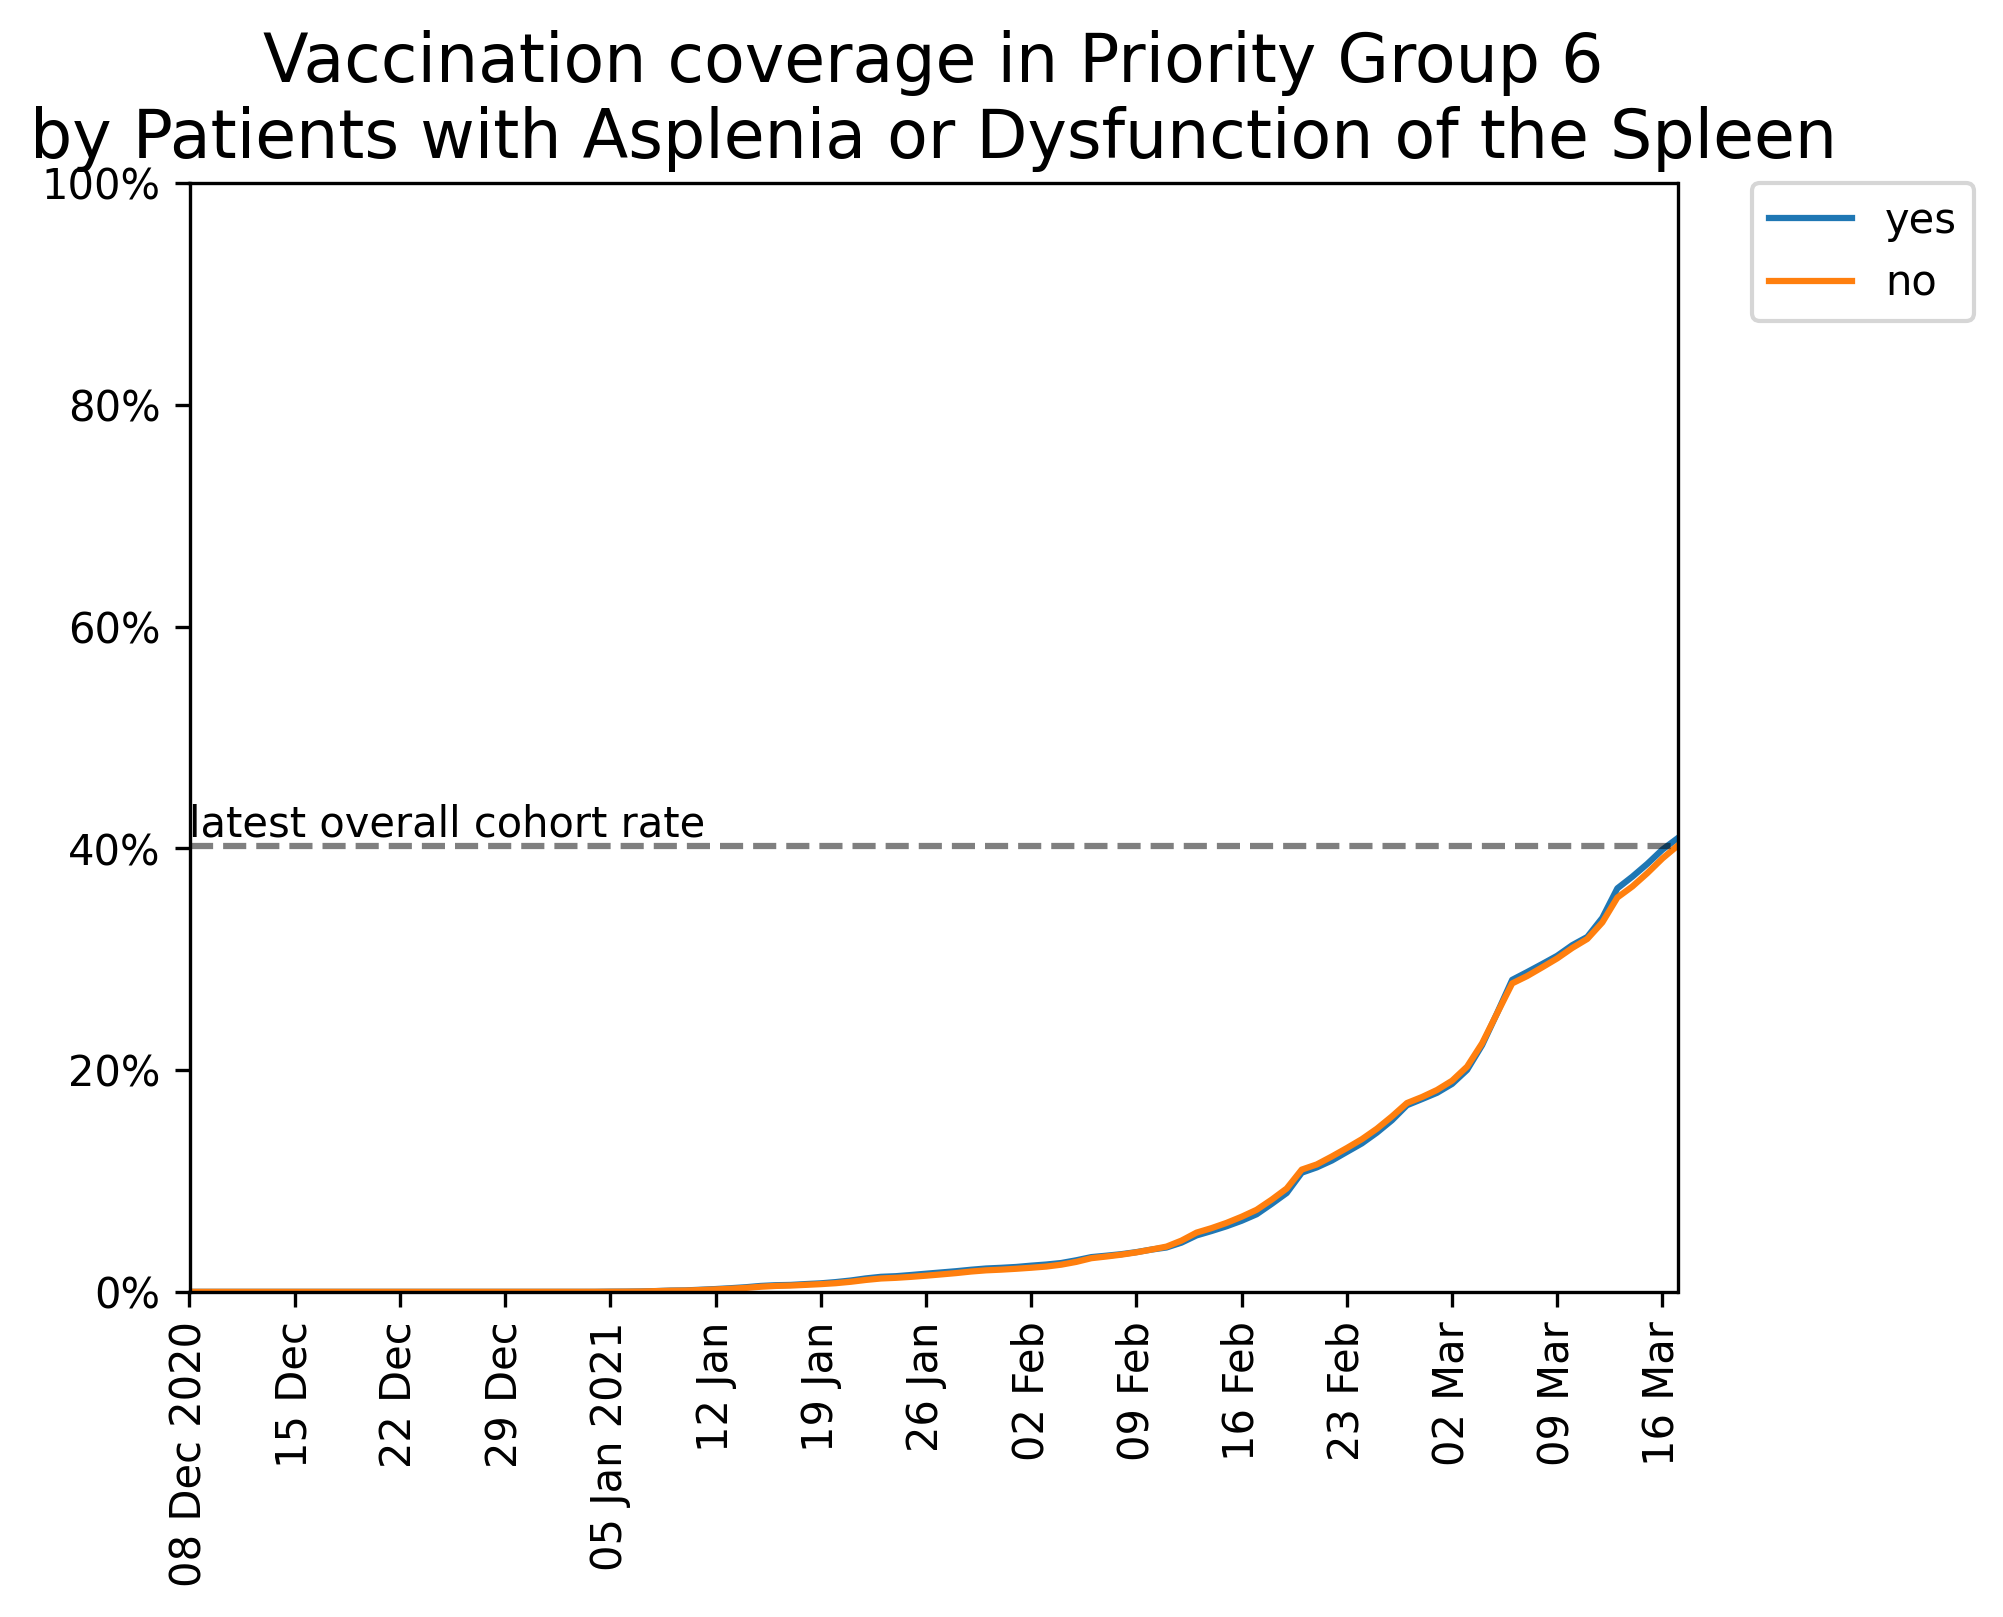 Vaccination coverage in Priority Group 6
by Patients with Asplenia or Dysfunction of the Spleen
100%
80%
60%
40%
20%
0%
latest overall cohort rate
yes
no
08 Dec 2020
15 Dec
22 Dec
29 Dec
05 Jan 2021
12 Jan
19 Jan
26 Jan
02 Feb
09 Feb
16 Feb
23 Feb
02 Mar
09 Mar
16 Mar